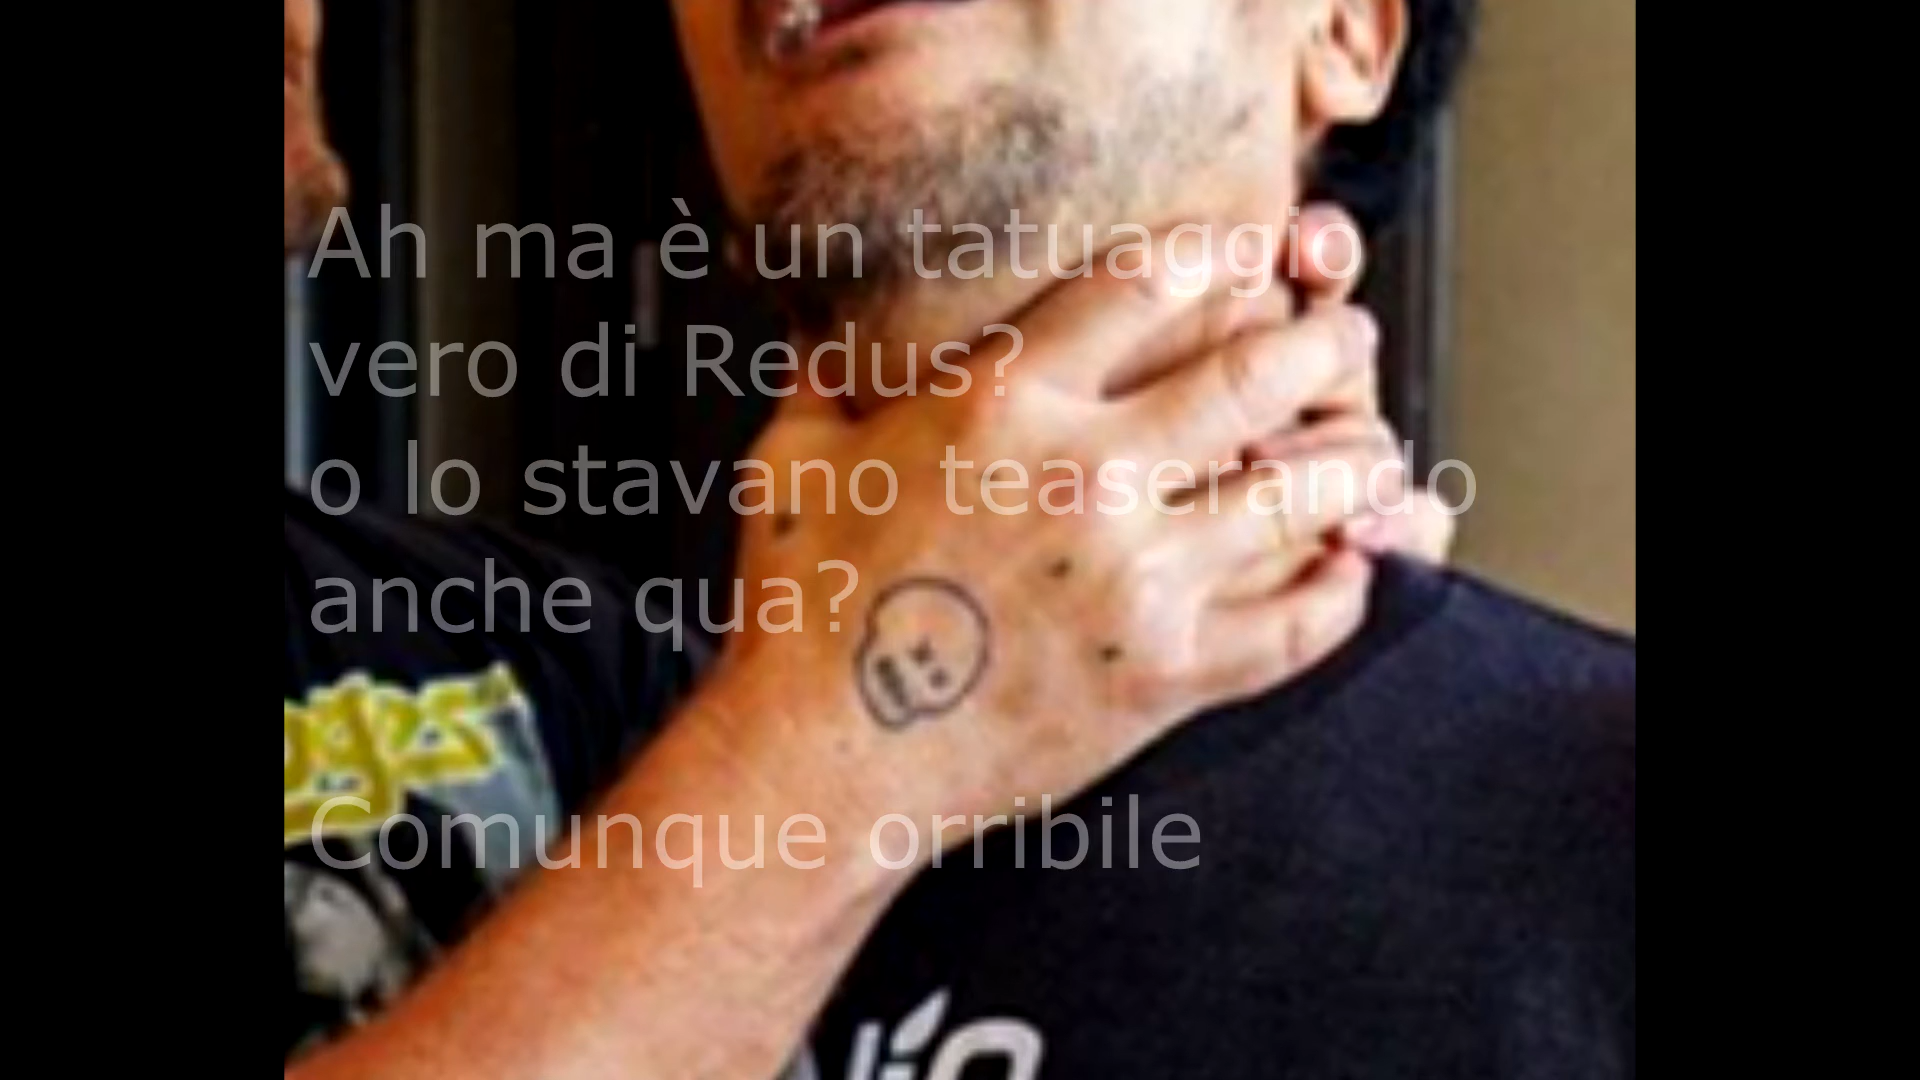 Ah ma è un tatuaggio
vero di Redus?
o lo stavano teaserando
anche qua?
Comunque orribile